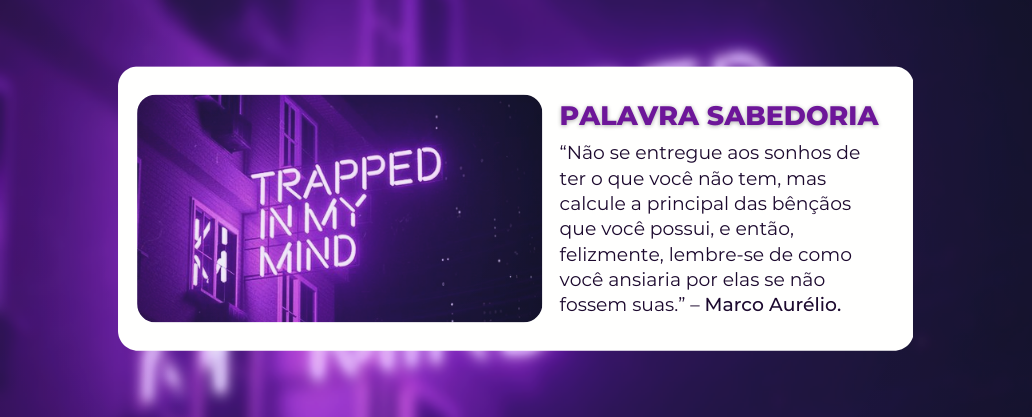 TRAPPED
IN MY
MIND
PALAVRA SABEDORIA
“Não se entregue aos sonhos de
ter o que você não tem, mas
calcule a principal das bênçãos
que você possui, e então,
felizmente, lembre-se de como
você ansiaria por elas se não
fossem suas.” – Marco Aurélio.